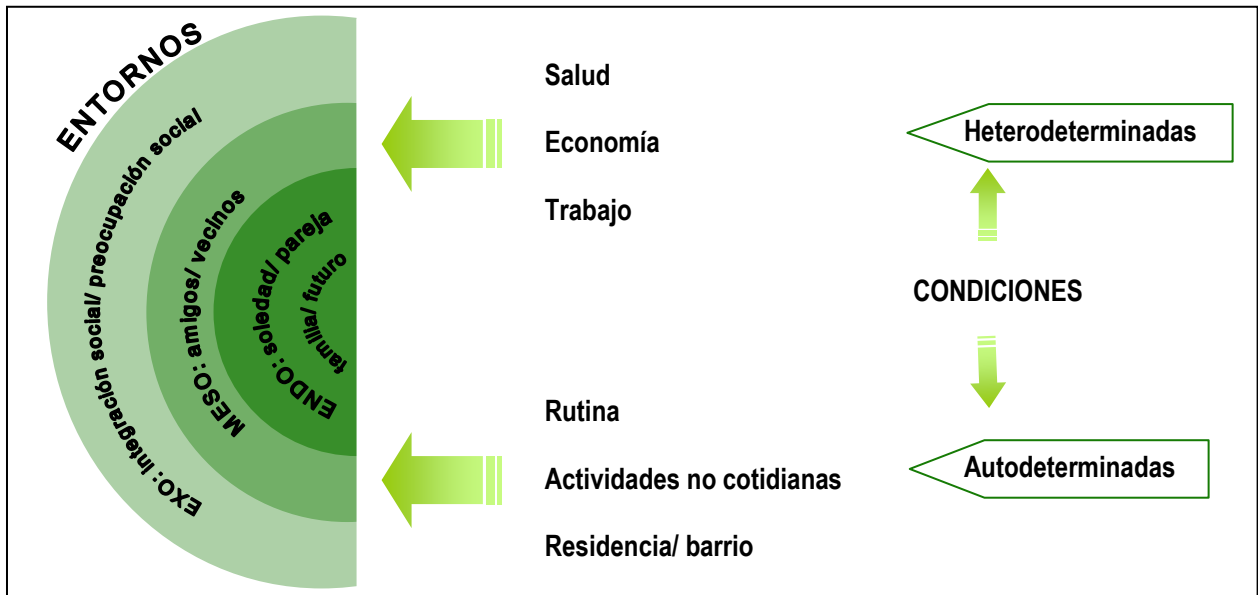 ENTORNOS
EXO: Integración social/ preocupación social/
MESO: amigos/ vecinos
ENDO: soledad/ pareja
familia/ futuro
Salud
Economía
Trabajo
Rutina
Actividades no cotidianas
Residencia/ barrio
Heterodeterminadas
CONDICIONES
Autodeterminadas